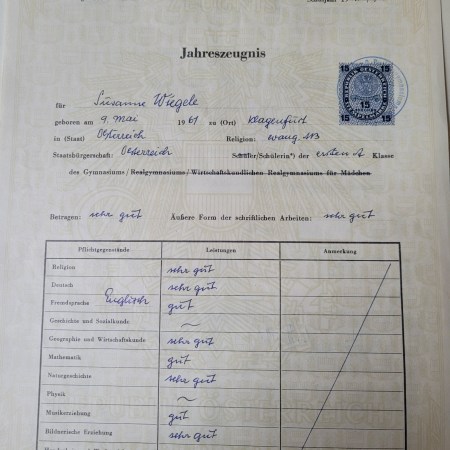 Jahreszeugnis
15 15
REPUBLIK ÖSTERREICH
15
15 15
für Susanne Wiegele
geboren am 9. Mai 1961 zu (Ort) Klagenfurt
in (Staat) Österreich Religion: evang. AB
Staatsbürgerschaft: Österreich Schüler/Schülerin*) der ersten A Klasse
des Gymnasiums / Realgymnasiums / Wirtschaftskundlichen Realgymnasiums für Mädchen
Betragen: sehr gut Äußere Form der schriftlichen Arbeiten: sehr gut
Pflichtgegenstände Leistungen Anmerkung
Religion sehr gut
Deutsch sehr gut
Fremdsprache Englisch gut
Geschichte und Sozialkunde ~
Geographie und Wirtschaftskunde sehr gut
Mathematik gut
Naturgeschichte sehr gut
Physik ~
Musikerziehung gut
Bildnerische Erziehung sehr gut